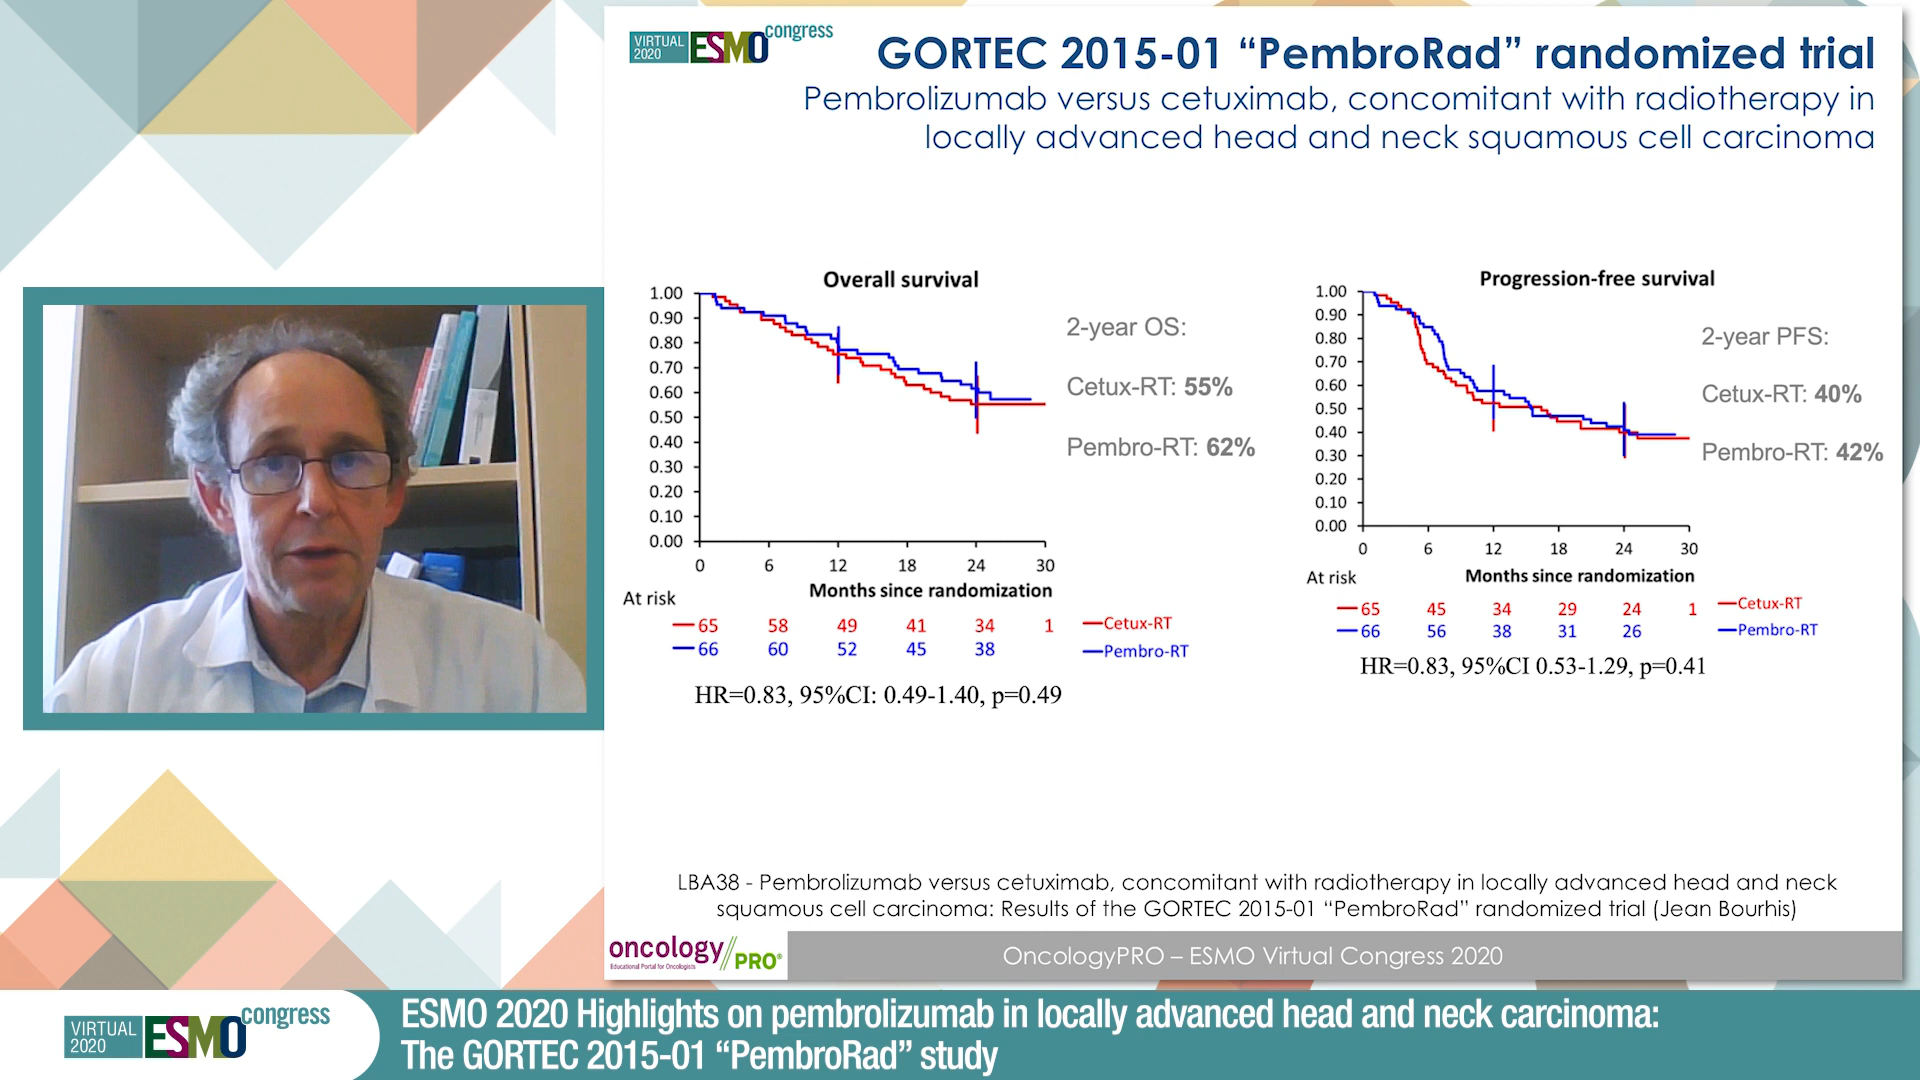 VIRTUAL 2020 ESMO congress
GORTEC 2015-01 “PembroRad” randomized trial
Pembrolizumab versus cetuximab, concomitant with radiotherapy in
locally advanced head and neck squamous cell carcinoma
Overall survival
1.00
0.90
0.80
0.70
0.60
0.50
0.40
0.30
0.20
0.10
0.00
0 6 12 18 24 30
Months since randomization
2-year OS:
Cetux-RT: 55%
Pembro-RT: 62%
At risk
65 58 49 41 34 1 Cetux-RT
66 60 52 45 38 Pembro-RT
HR=0.83, 95%CI: 0.49-1.40, p=0.49
Progression-free survival
1.00
0.90
0.80
0.70
0.60
0.50
0.40
0.30
0.20
0.10
0.00
0 6 12 18 24 30
Months since randomization
2-year PFS:
Cetux-RT: 40%
Pembro-RT: 42%
At risk
65 45 34 29 24 1 Cetux-RT
66 56 38 31 26 Pembro-RT
HR=0.83, 95%CI 0.53-1.29, p=0.41
LBA38 - Pembrolizumab versus cetuximab, concomitant with radiotherapy in locally advanced head and neck
squamous cell carcinoma: Results of the GORTEC 2015-01 “PembroRad” randomized trial (Jean Bourhis)
oncology//PRO®
Educational Portal for Oncologists
OncologyPRO – ESMO Virtual Congress 2020
VIRTUAL 2020 ESMO congress
ESMO 2020 Highlights on pembrolizumab in locally advanced head and neck carcinoma:
The GORTEC 2015-01 “PembroRad” study